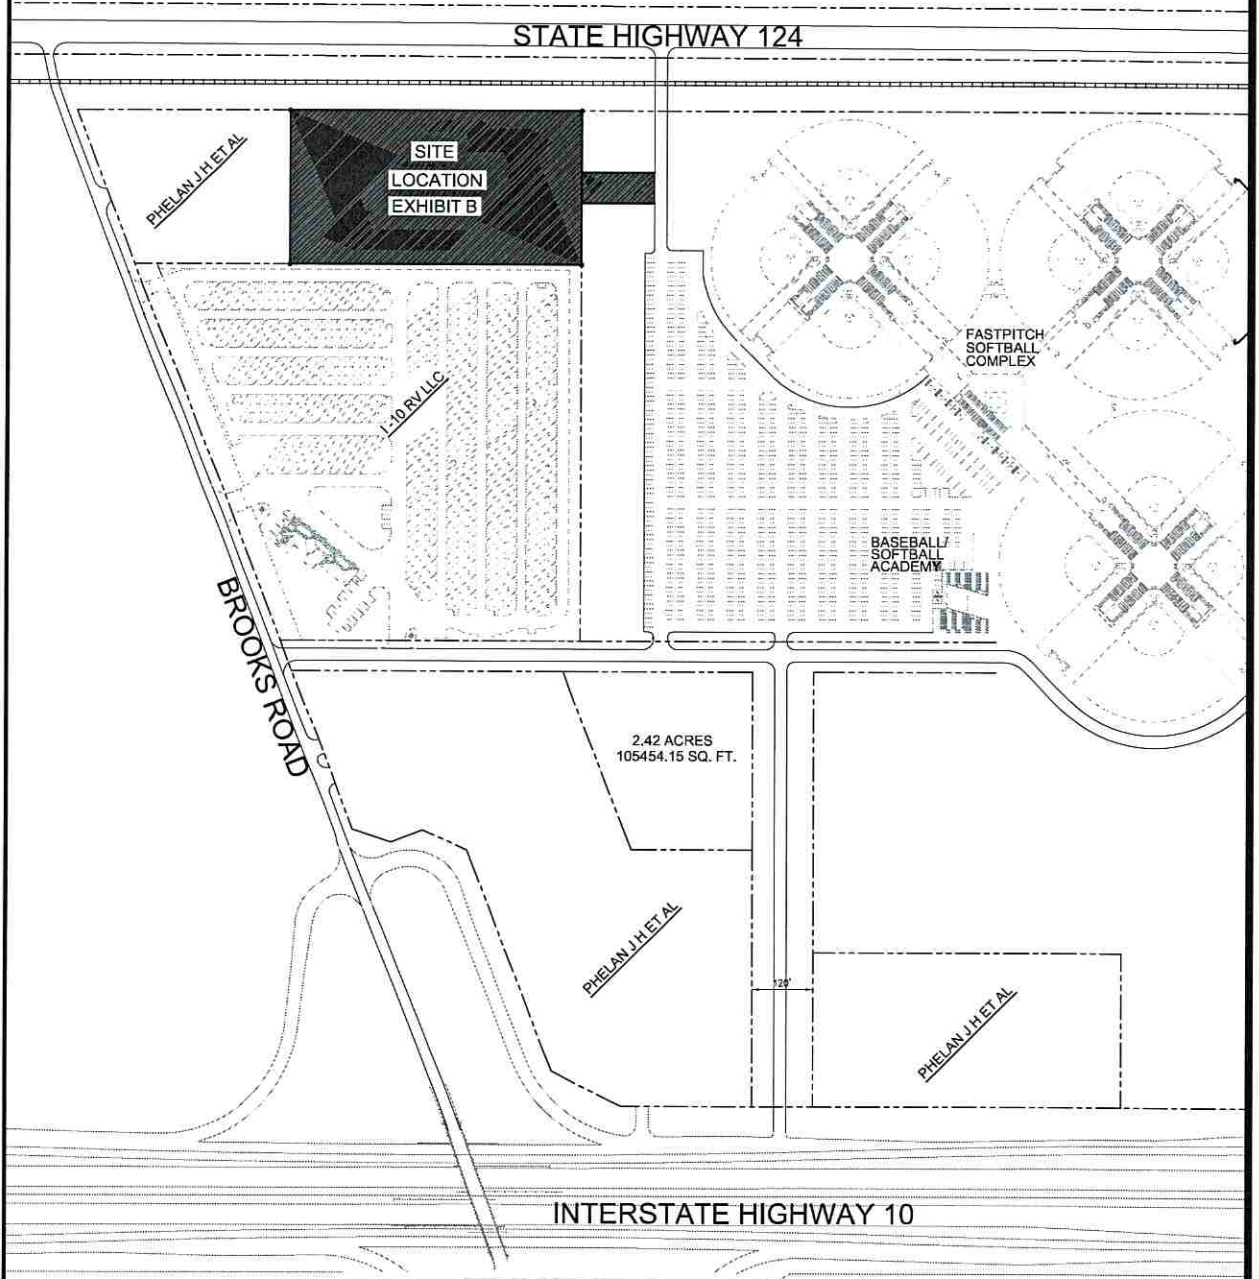 STATE HIGHWAY 124
PHELAN J H ET AL
SITE
LOCATION
EXHIBIT B
FASTPITCH
SOFTBALL
COMPLEX
I-10 RV LLC
BASEBALL/
SOFTBALL
ACADEMY
BROOKS ROAD
2.42 ACRES
105454.15 SQ. FT.
PHELAN J H ET AL
120'
PHELAN J H ET AL
INTERSTATE HIGHWAY 10